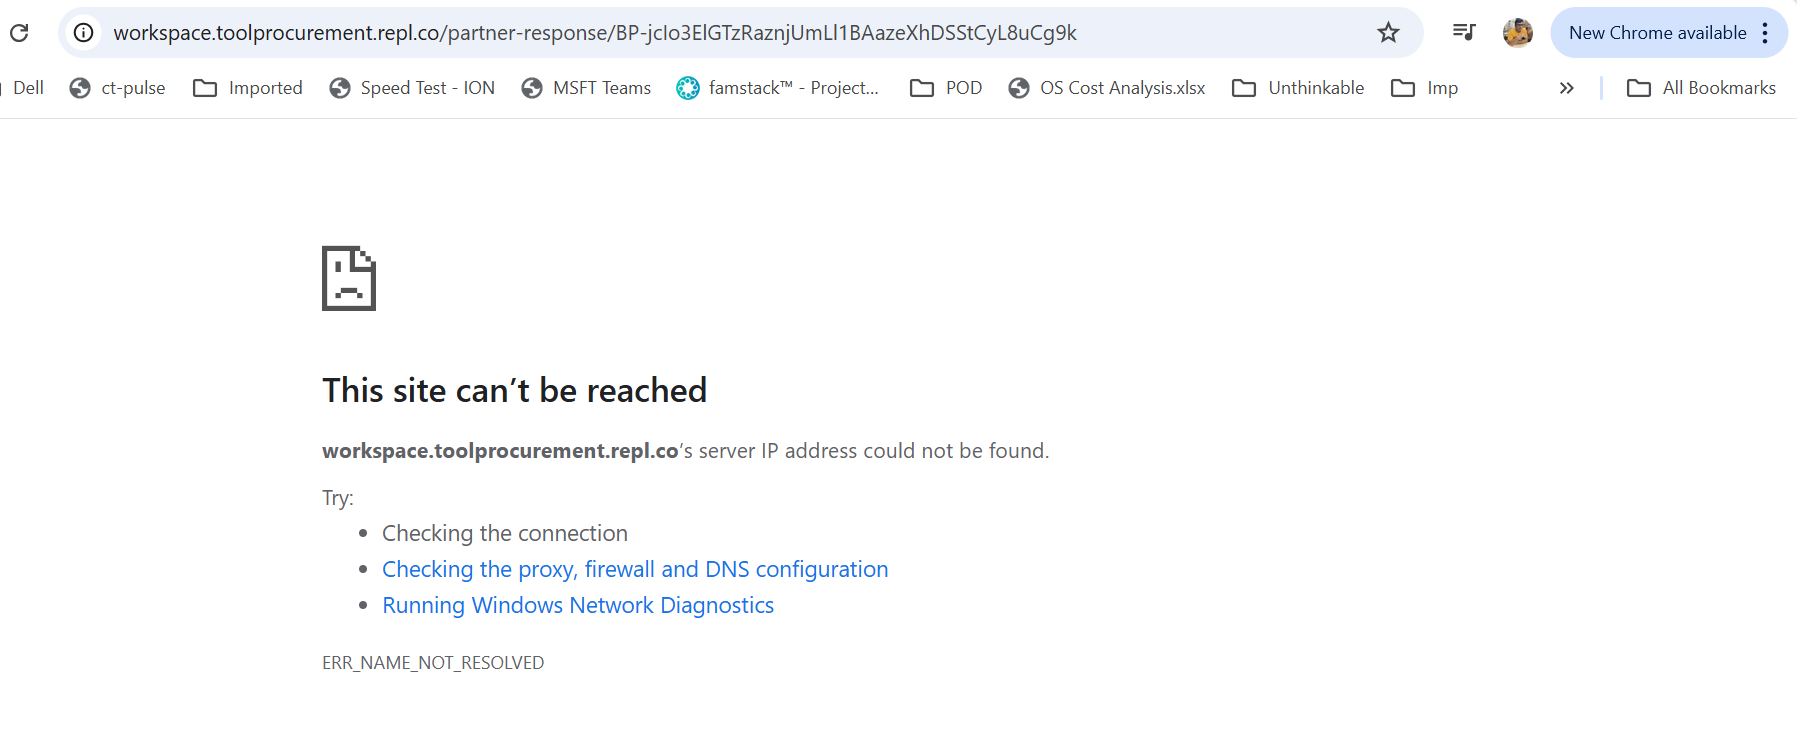 workspace.toolprocurement.repl.co/partner-response/BP-jcIo3ElGTzRaznjUmLl1BAazeXhDSStCyL8uCg9k New Chrome available
Dell ct-pulse Imported Speed Test - ION MSFT Teams famstack™ - Project... POD OS Cost Analysis.xlsx Unthinkable Imp » All Bookmarks
This site can’t be reached
workspace.toolprocurement.repl.co’s server IP address could not be found.
Try:
• Checking the connection
• Checking the proxy, firewall and DNS configuration
• Running Windows Network Diagnostics
ERR_NAME_NOT_RESOLVED